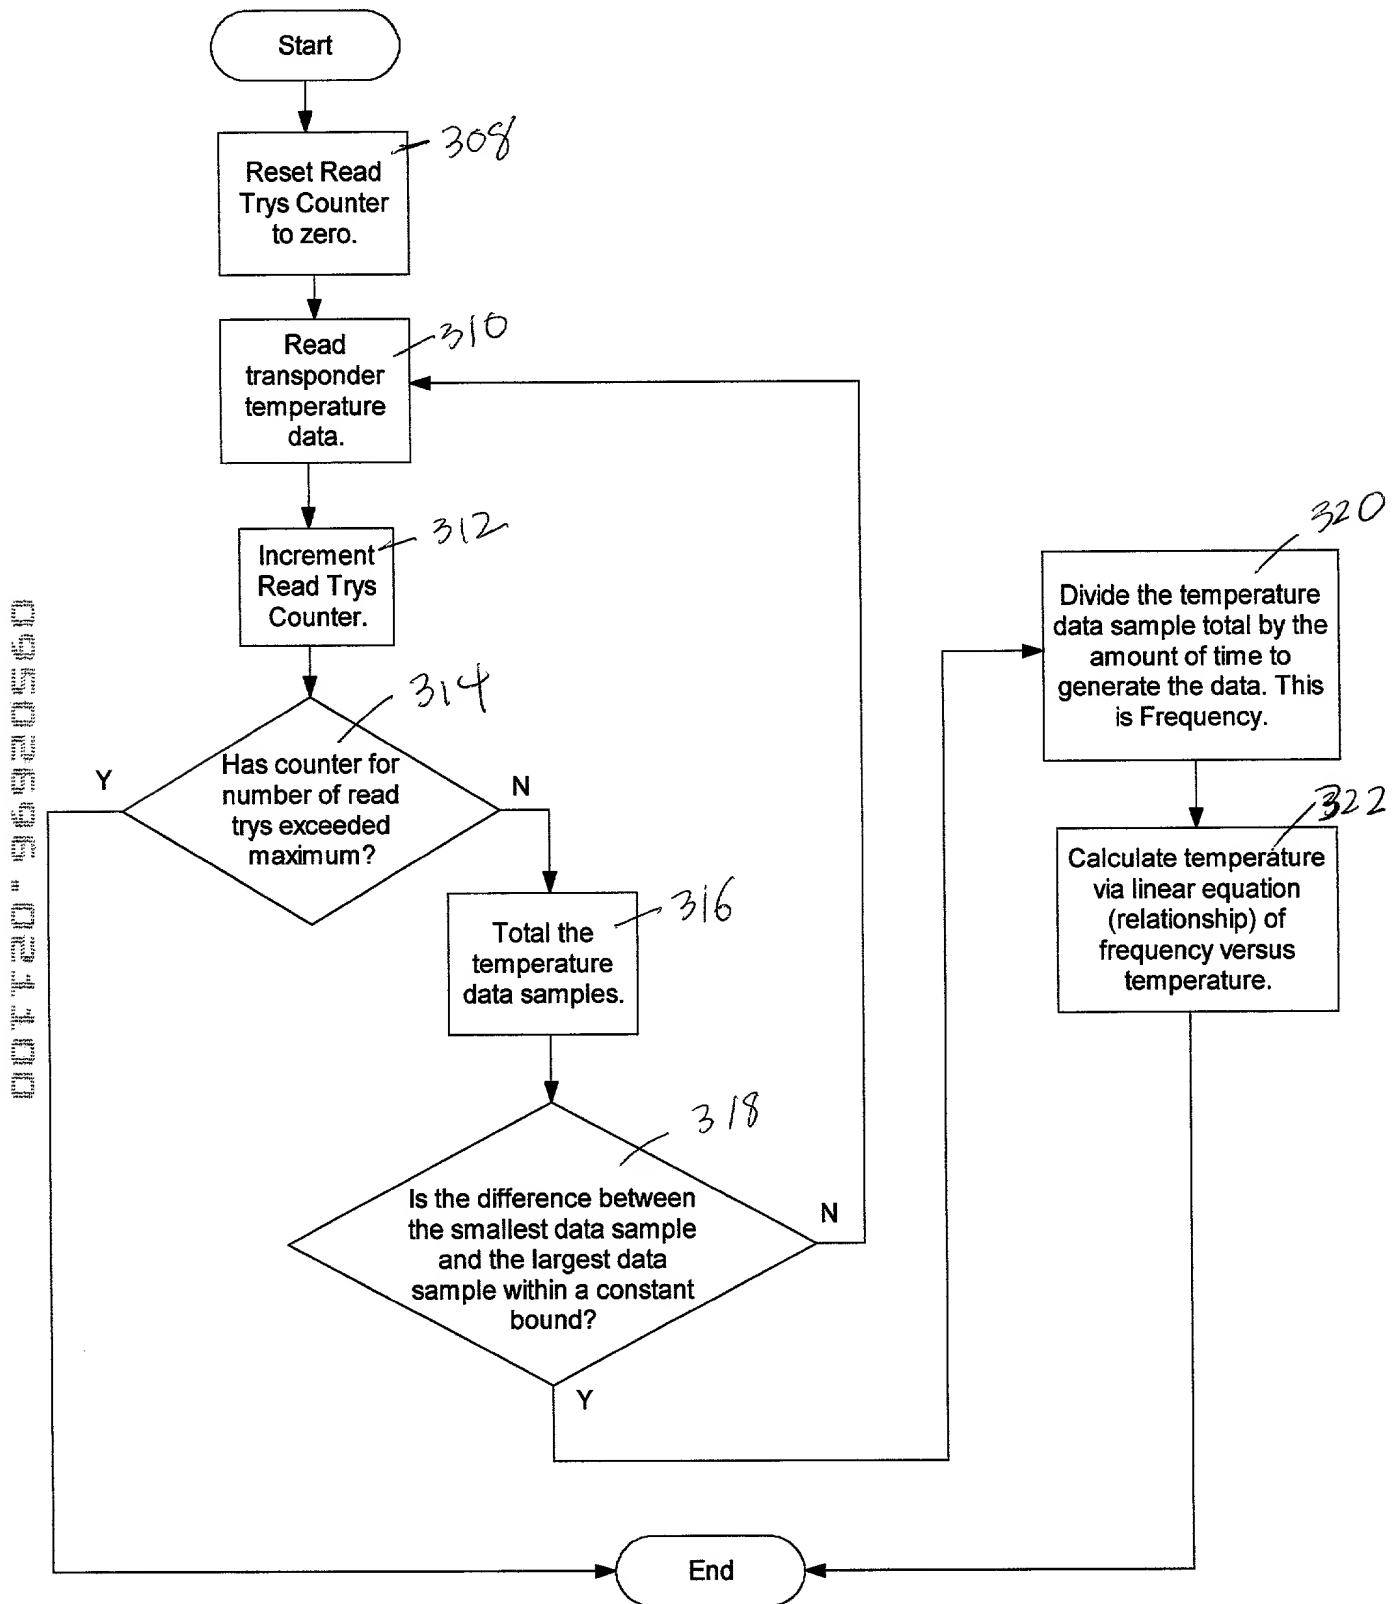 Start
308
Reset Read
Trys Counter
to zero.
310
Read
transponder
temperature
data.
312
Increment
Read Trys
Counter.
314
Has counter for
number of read
trys exceeded
maximum?
Y
N
316
Total the
temperature
data samples.
318
Is the difference between
the smallest data sample
and the largest data
sample within a constant
bound?
N
Y
320
Divide the temperature
data sample total by the
amount of time to
generate the data. This
is Frequency.
322
Calculate temperature
via linear equation
(relationship) of
frequency versus
temperature.
End
09502596.021100